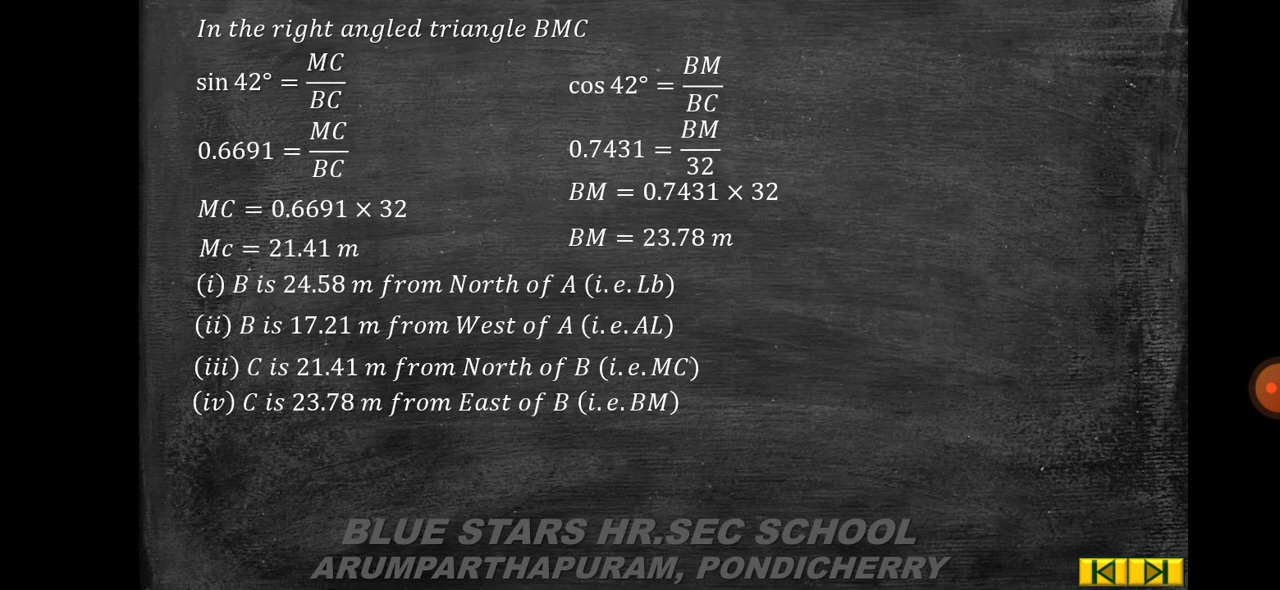 In the right angled triangle BMC
sin 42° = MC/BC
0.6691 = MC/BC
MC = 0.6691 × 32
Mc = 21.41 m
cos 42° = BM/BC
0.7431 = BM/32
BM = 0.7431 × 32
BM = 23.78 m
(i) B is 24.58 m from North of A (i.e. Lb)
(ii) B is 17.21 m from West of A (i.e. AL)
(iii) C is 21.41 m from North of B (i.e. MC)
(iv) C is 23.78 m from East of B (i.e. BM)
BLUE STARS HR.SEC SCHOOL
ARUMPARTHAPURAM, PONDICHERRY